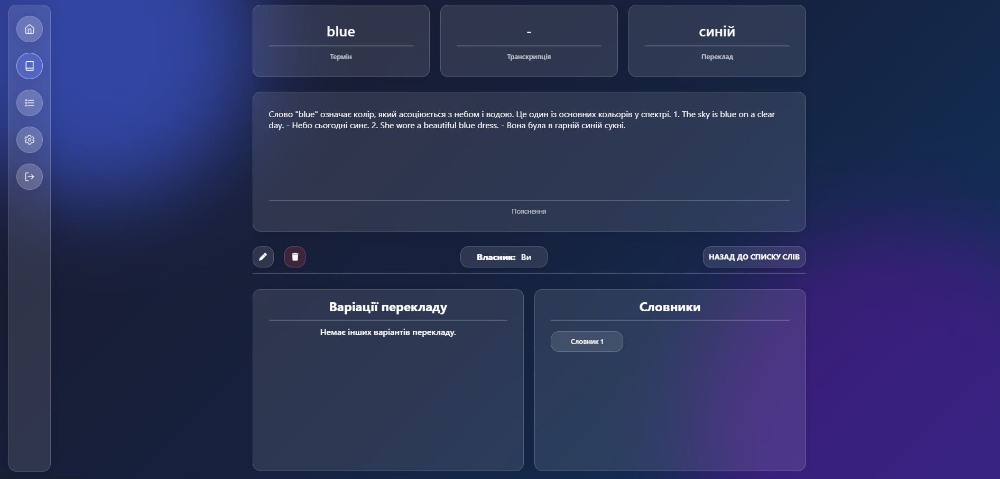 blue
Термін
-
Транскрипція
синій
Переклад
Слово "blue" означає колір, який асоціюється з небом і водою. Це один із основних кольорів у спектрі. 1. The sky is blue on a clear
day. - Небо сьогодні синє. 2. She wore a beautiful blue dress. - Вона була в гарній синій сукні.
Пояснення
Власник: Ви
НАЗАД ДО СПИСКУ СЛІВ
Варіації перекладу
Немає інших варіантів перекладу.
Словники
Словник 1